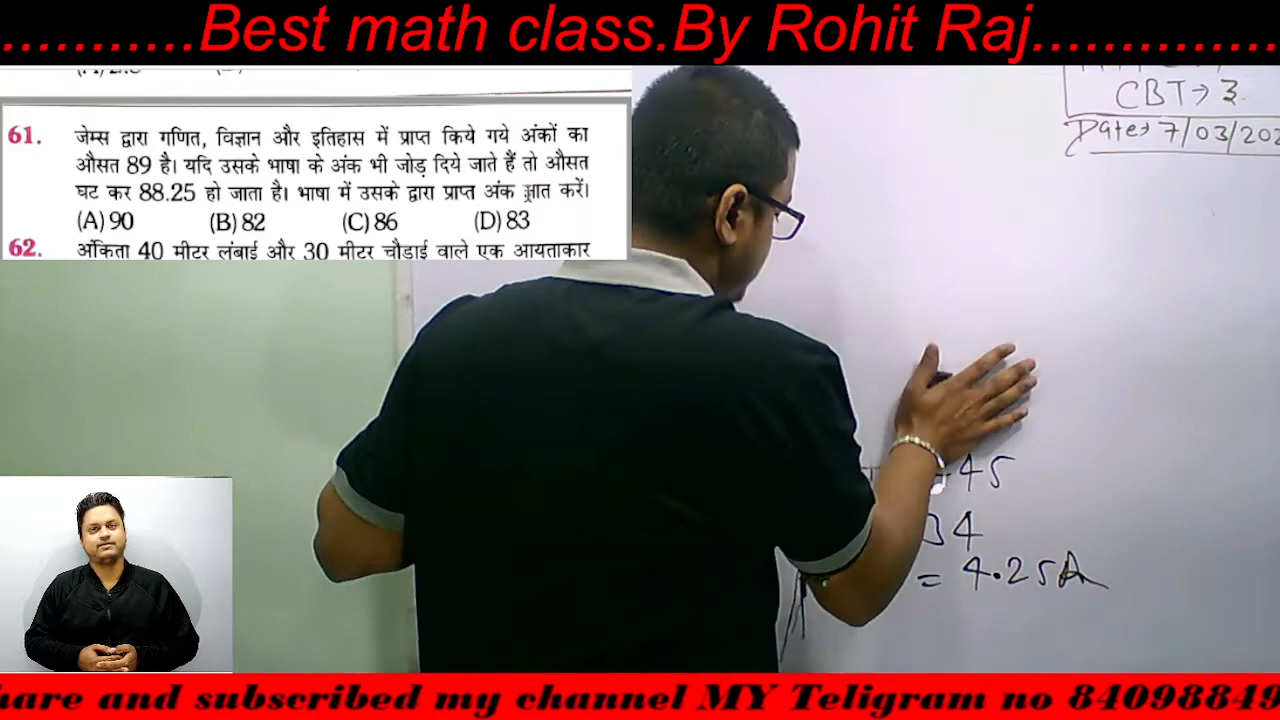 ...........Best math class.By Rohit Raj..............
CBT→ 3.
Date→ 7/03/202
61. जेम्स द्वारा गणित, विज्ञान और इतिहास में प्राप्त किये गये अंकों का
औसत 89 है। यदि उसके भाषा के अंक भी जोड़ दिये जाते हैं तो औसत
घट कर 88.25 हो जाता है। भाषा में उसके द्वारा प्राप्त अंक ज्ञात करें।
(A) 90 (B) 82 (C) 86 (D) 83
62. अंकिता 40 मीटर लंबाई और 30 मीटर चौड़ाई वाले एक आयताकार
45
34
= 4.25
hare and subscribed my channel MY Teligram no 84098849